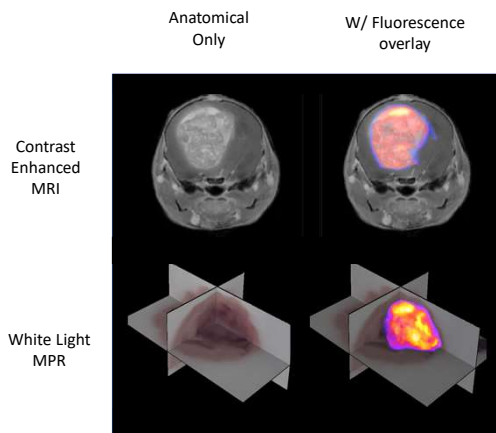 Anatomical
Only
W/ Fluorescence
overlay
Contrast
Enhanced
MRI
White Light
MPR